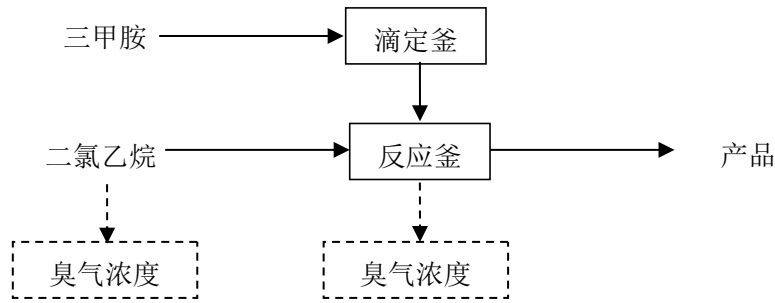 三甲胺
滴定釜
二氯乙烷
反应釜
产品
臭气浓度
臭气浓度